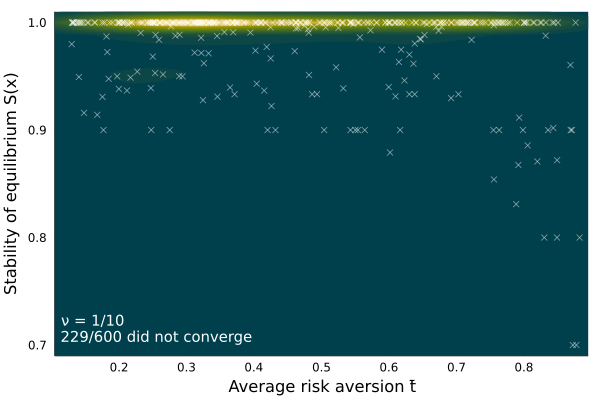 1.0
0.9
0.8
0.7
Stability of equilibrium S(x)
ν = 1/10
229/600 did not converge
0.2 0.3 0.4 0.5 0.6 0.7 0.8
Average risk aversion t̄